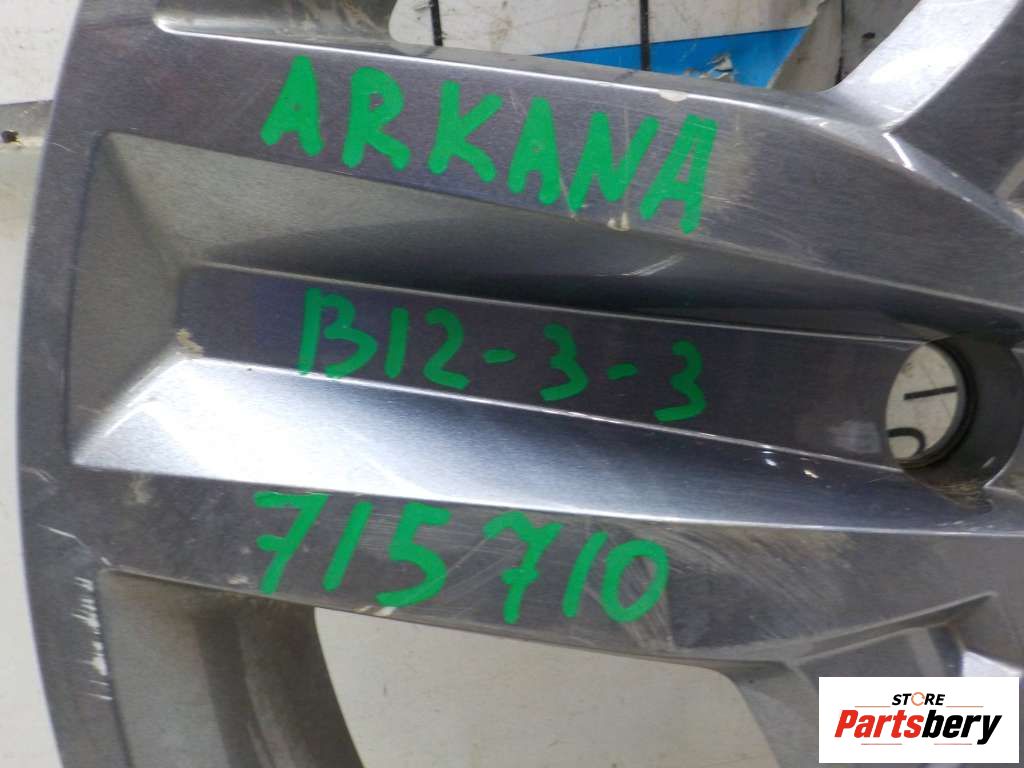 ARKANA
B12-3-3
715710
STORE
Partsbery